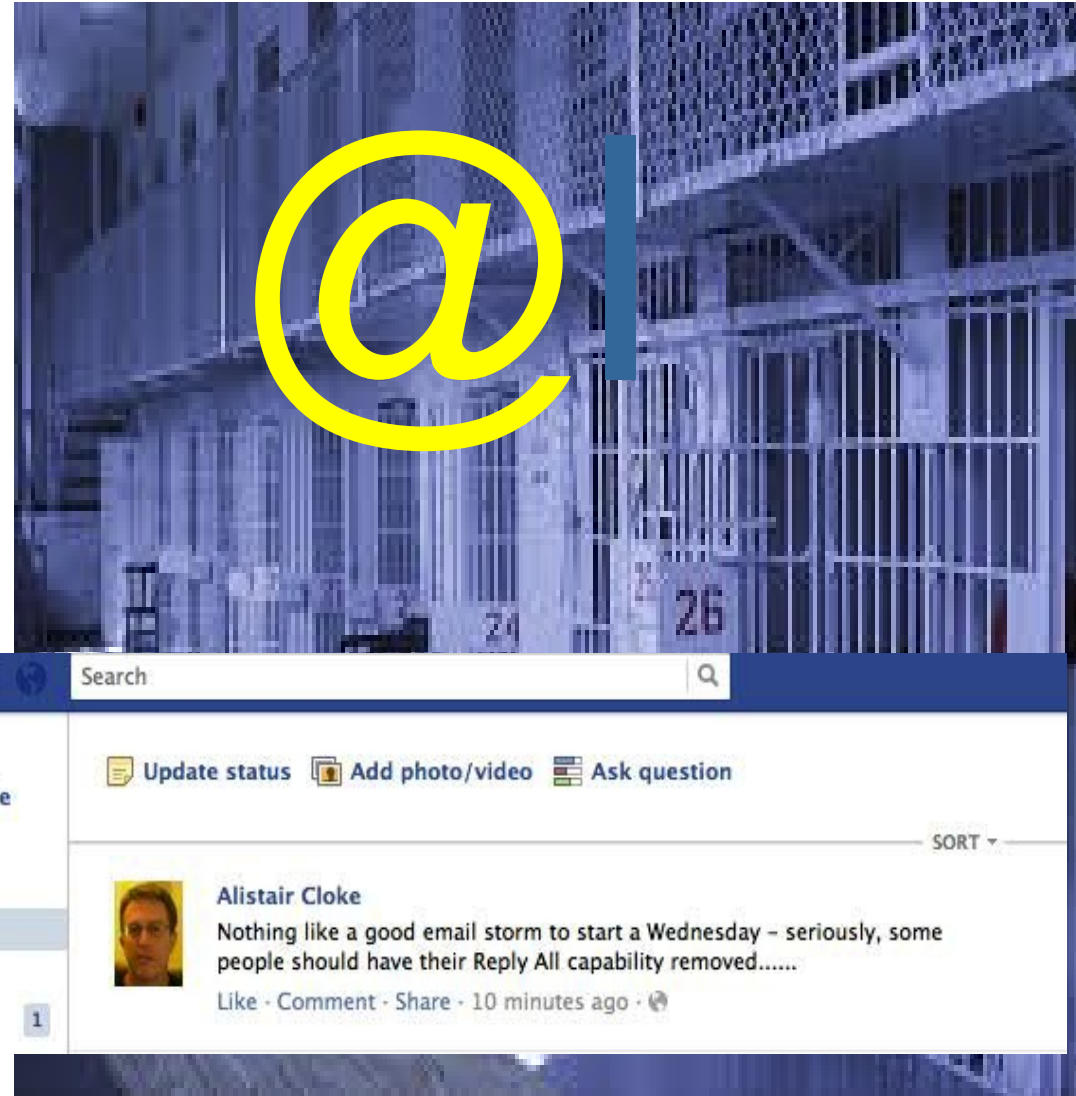 @|
24 26
Search
Update status Add photo/video Ask question
e
SORT
Alistair Cloke
Nothing like a good email storm to start a Wednesday – seriously, some
people should have their Reply All capability removed......
Like · Comment · Share · 10 minutes ago ·
1